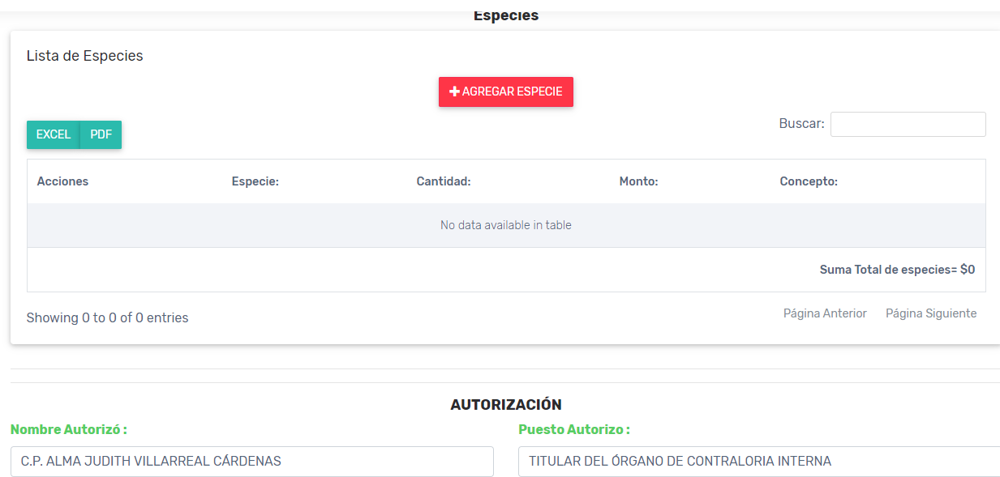 Especies
Lista de Especies
AGREGAR ESPECIE
Buscar:
EXCEL PDF
Acciones Especie: Cantidad: Monto: Concepto:
No data available in table
Suma Total de especies= $0
Showing 0 to 0 of 0 entries
Página Anterior Página Siguiente
AUTORIZACIÓN
Nombre Autorizó : Puesto Autorizo :
C.P. ALMA JUDITH VILLARREAL CÁRDENAS TITULAR DEL ÓRGANO DE CONTRALORIA INTERNA